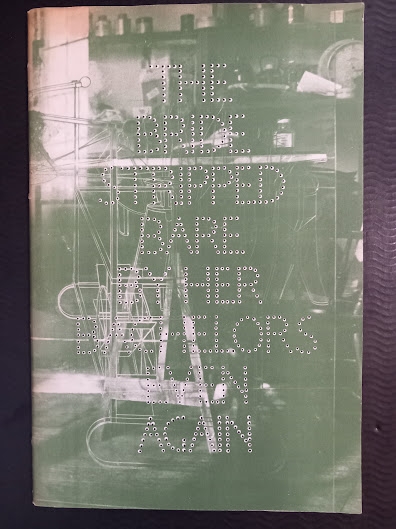 THE
BRIDE
STRIPPED
BARE
BY HER
BACHELORS
EVEN
AGAIN